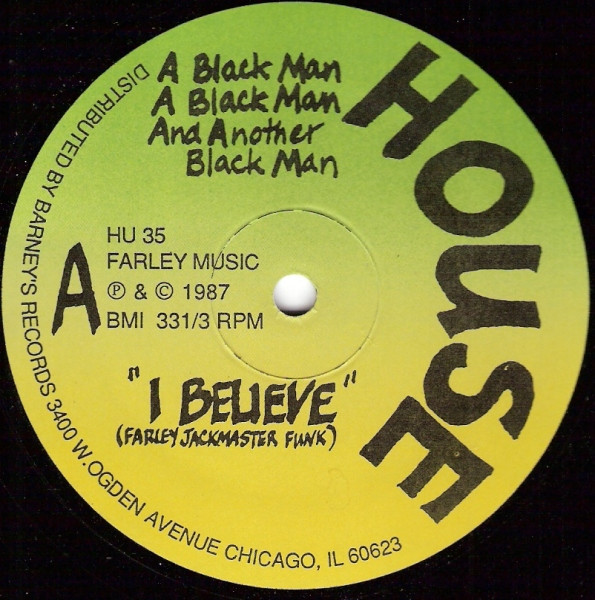 A Black Man
A Black Man
And Another
Black Man
HOUSE
HU 35
FARLEY MUSIC
Ⓟ & © 1987
BMI 331/3 RPM
A
"I BELIEVE"
(FARLEY JACKMASTER FUNK)
DISTRIBUTED BY BARNEY'S RECORDS 3400 W.OGDEN AVENUE CHICAGO, IL 60623